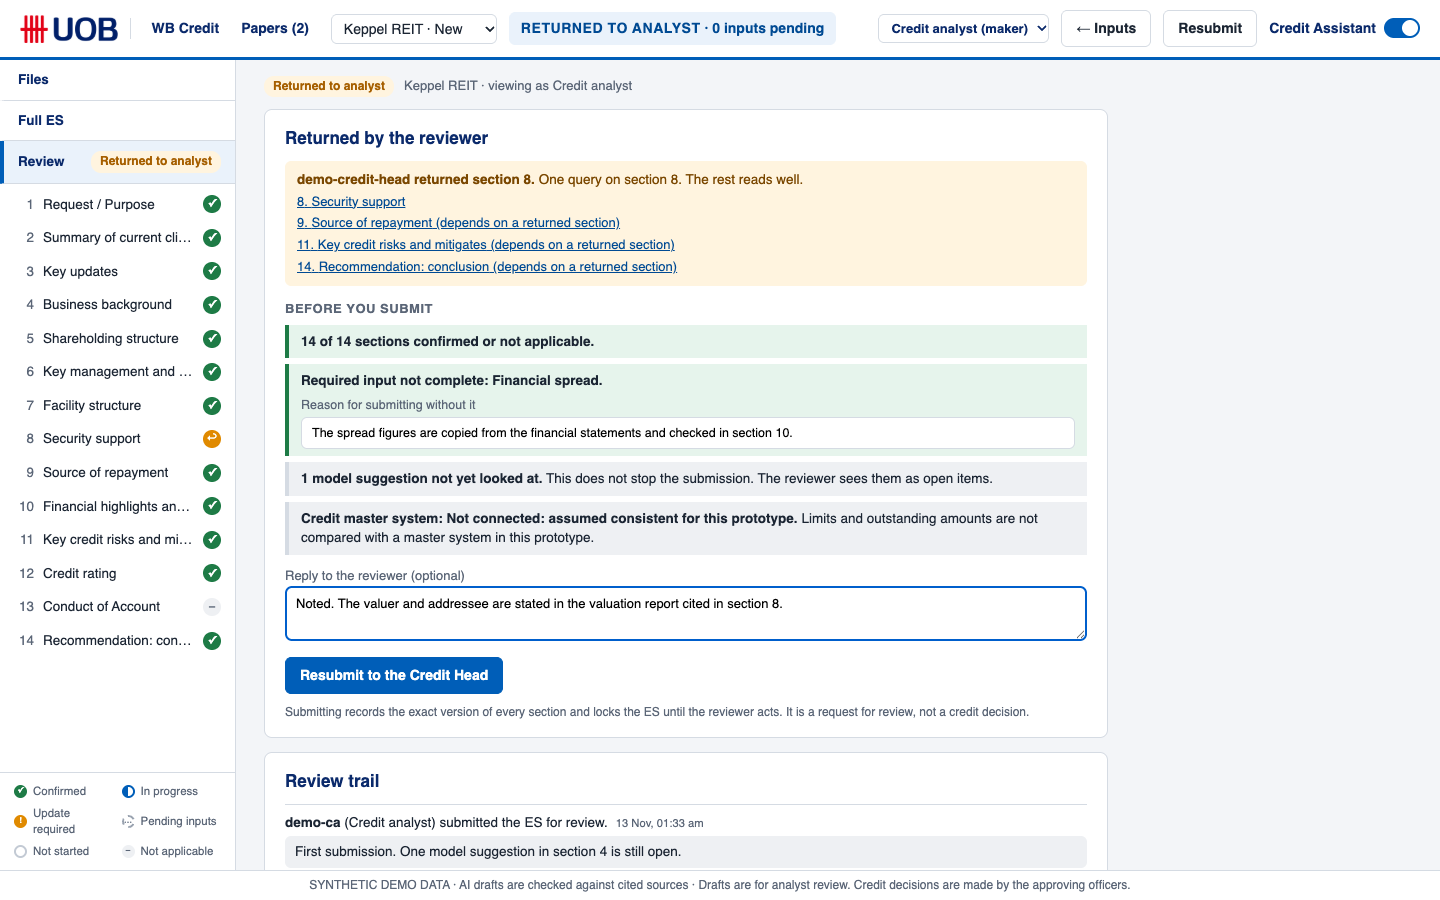 UOB
WB Credit
Papers (2)
Keppel REIT · New
RETURNED TO ANALYST · 0 inputs pending
Credit analyst (maker)
← Inputs
Resubmit
Credit Assistant
Files
Full ES
Review
Returned to analyst
1 Request / Purpose
2 Summary of current cli...
3 Key updates
4 Business background
5 Shareholding structure
6 Key management and ...
7 Facility structure
8 Security support
9 Source of repayment
10 Financial highlights an...
11 Key credit risks and mi...
12 Credit rating
13 Conduct of Account
14 Recommendation: con...
Confirmed
In progress
Update required
Pending inputs
Not started
Not applicable
Returned to analyst
Keppel REIT · viewing as Credit analyst
Returned by the reviewer
demo-credit-head returned section 8. One query on section 8. The rest reads well.
8. Security support
9. Source of repayment (depends on a returned section)
11. Key credit risks and mitigates (depends on a returned section)
14. Recommendation: conclusion (depends on a returned section)
BEFORE YOU SUBMIT
14 of 14 sections confirmed or not applicable.
Required input not complete: Financial spread.
Reason for submitting without it
The spread figures are copied from the financial statements and checked in section 10.
1 model suggestion not yet looked at. This does not stop the submission. The reviewer sees them as open items.
Credit master system: Not connected: assumed consistent for this prototype. Limits and outstanding amounts are not
compared with a master system in this prototype.
Reply to the reviewer (optional)
Noted. The valuer and addressee are stated in the valuation report cited in section 8.
Resubmit to the Credit Head
Submitting records the exact version of every section and locks the ES until the reviewer acts. It is a request for review, not a credit decision.
Review trail
demo-ca (Credit analyst) submitted the ES for review. 13 Nov, 01:33 am
First submission. One model suggestion in section 4 is still open.
SYNTHETIC DEMO DATA · AI drafts are checked against cited sources · Drafts are for analyst review. Credit decisions are made by the approving officers.